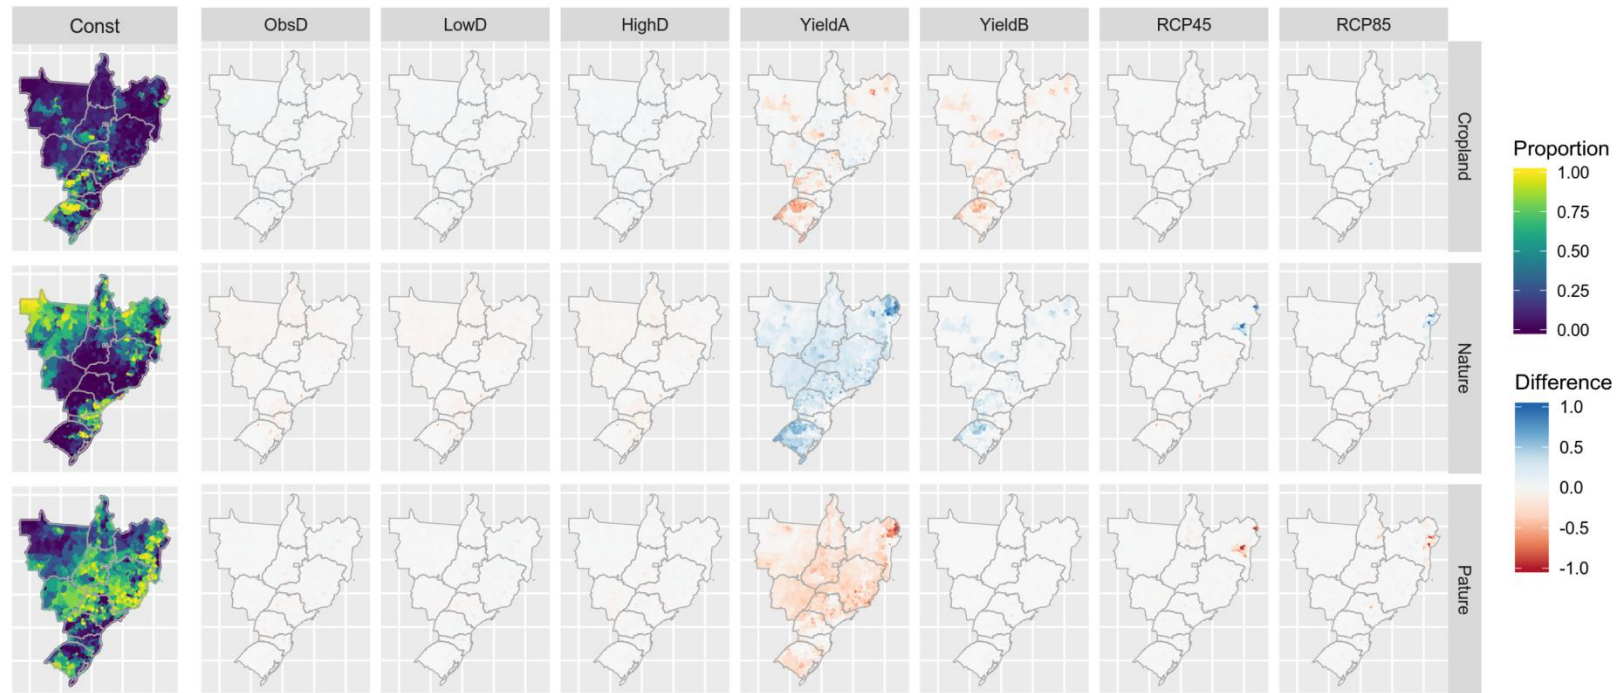 Const ObsD LowD HighD YieldA YieldB RCP45 RCP85
Cropland
Nature
Pature
Proportion
1.00
0.75
0.50
0.25
0.00
Difference
1.0
0.5
0.0
-0.5
-1.0